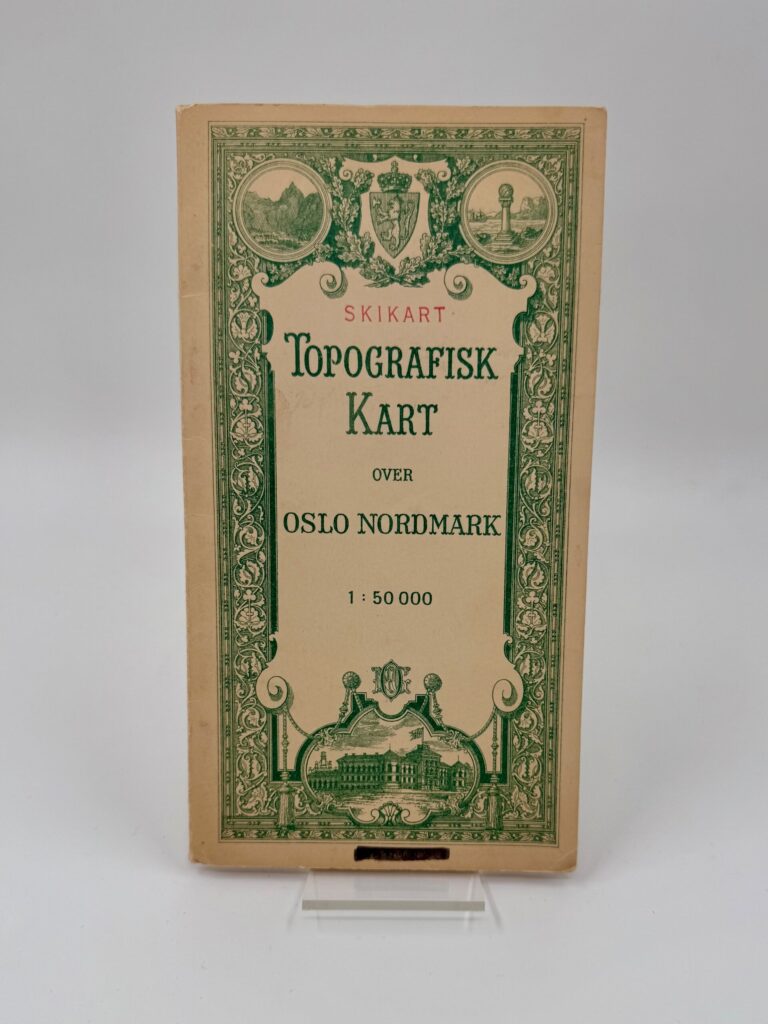 SKIKART
TOPOGRAFISK
KART
OVER
OSLO NORDMARK
1 : 50 000